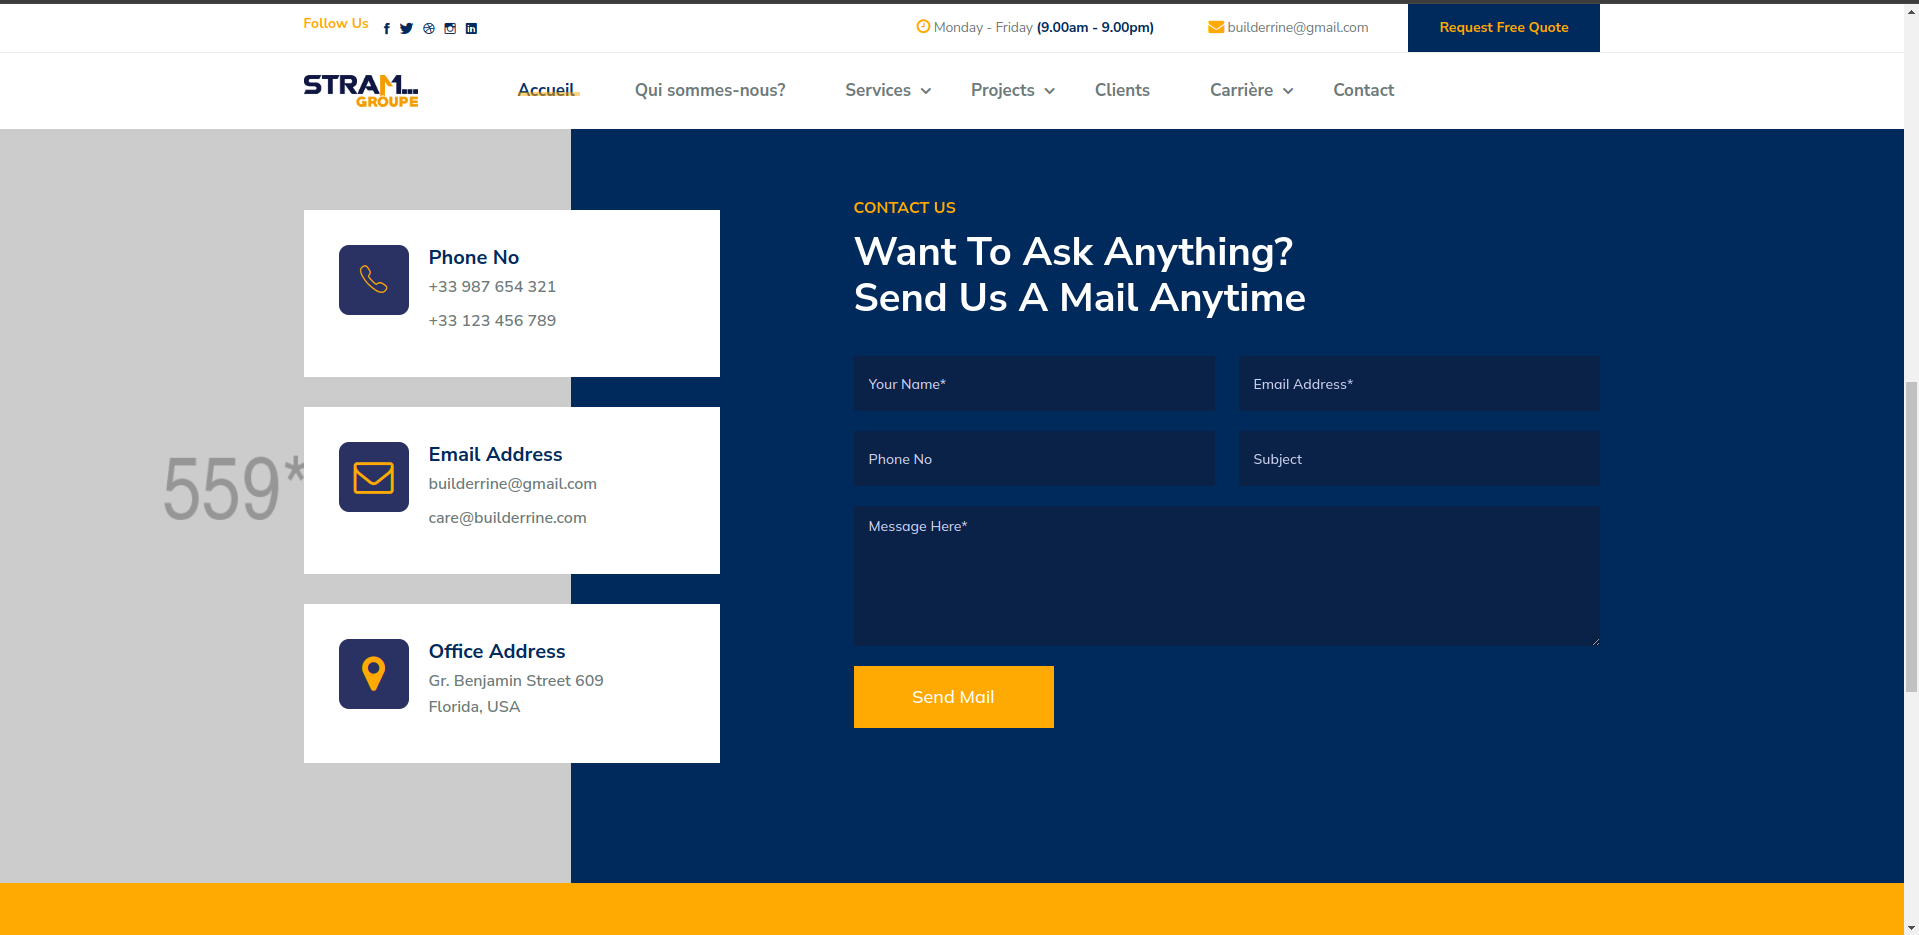 Follow Us
Monday - Friday (9.00am - 9.00pm)
builderrine@gmail.com
Request Free Quote
STRAM...
GROUPE
Accueil
Qui sommes-nous?
Services
Projects
Clients
Carrière
Contact
Phone No
+33 987 654 321
+33 123 456 789
559*
Email Address
builderrine@gmail.com
care@builderrine.com
Office Address
Gr. Benjamin Street 609
Florida, USA
CONTACT US
Want To Ask Anything?
Send Us A Mail Anytime
Your Name*
Email Address*
Phone No
Subject
Message Here*
Send Mail